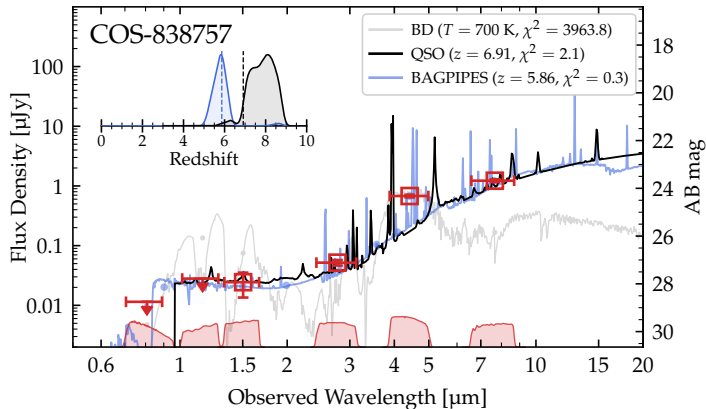 COS-838757
BD (T = 700 K, χ² = 3963.8)
QSO (z = 6.91, χ² = 2.1)
BAGPIPES (z = 5.86, χ² = 0.3)
0 2 4 6 8 10
Redshift
Flux Density [μJy]
100
10
1
0.1
0.01
AB mag
18
20
22
24
26
28
30
0.6 1 1.5 2 3 4 5 6 10 15 20
Observed Wavelength [μm]